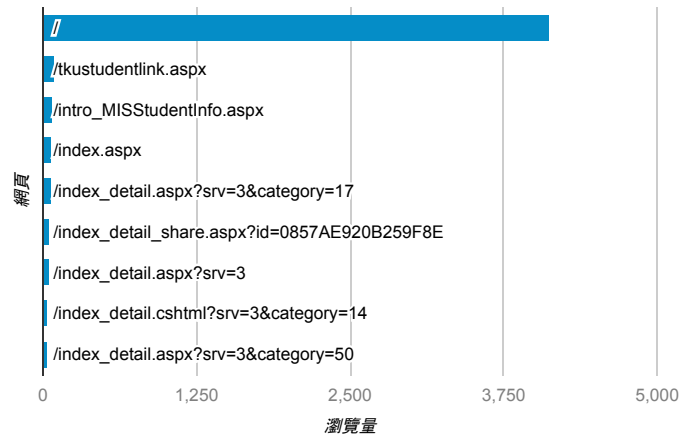 /
/tkustudentlink.aspx
/intro_MISStudentInfo.aspx
/index.aspx
/index_detail.aspx?srv=3&category=17
/index_detail_share.aspx?id=0857AE920B259F8E
/index_detail.aspx?srv=3
/index_detail.cshtml?srv=3&category=14
/index_detail.aspx?srv=3&category=50
網頁
0 1,250 2,500 3,750 5,000
瀏覽量